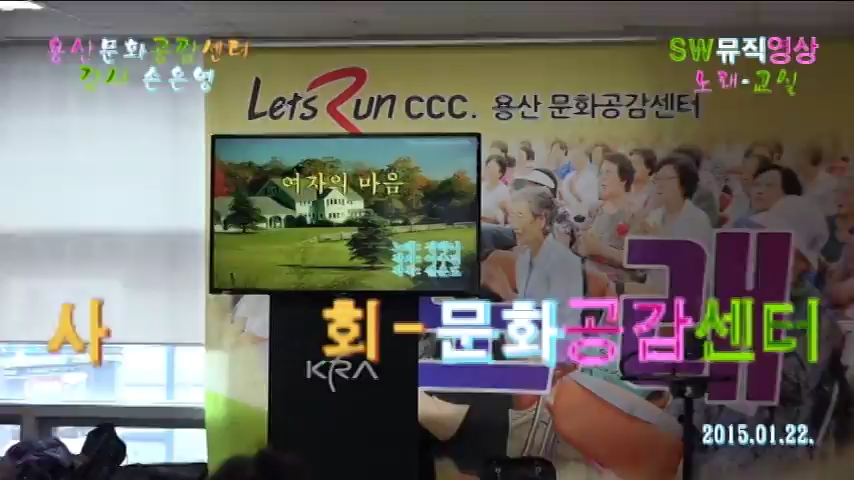 용산문화공감센터
SW뮤직영상
강사 손은영
노래-교실
Let's Run CCC. 용산 문화공감센터
여자의 마음
사 회-문화공감센터
KRA
2015.01.22.